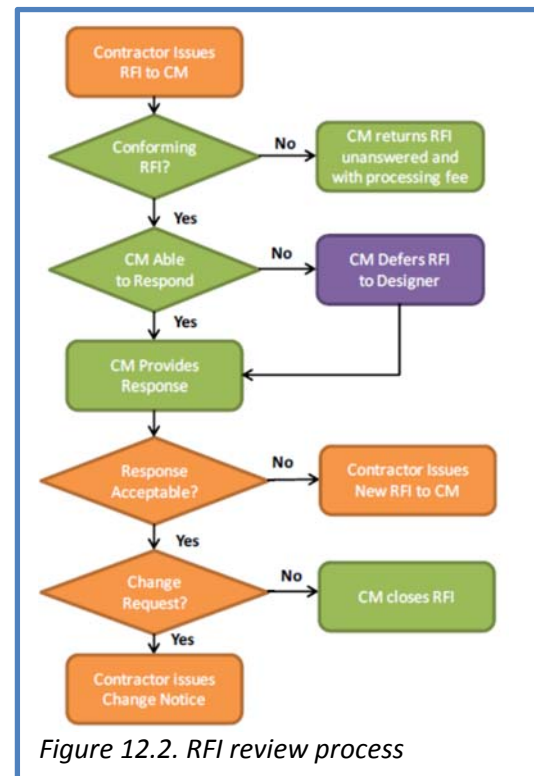 Contractor Issues
RFI to CM
Conforming
RFI?
No
CM returns RFI
unanswered and
with processing fee
Yes
CM Able
to Respond
No
CM Defers RFI
to Designer
Yes
CM Provides
Response
Response
Acceptable?
No
Contractor Issues
New RFI to CM
Yes
Change
Request?
No
CM closes RFI
Yes
Contractor issues
Change Notice
Figure 12.2. RFI review process